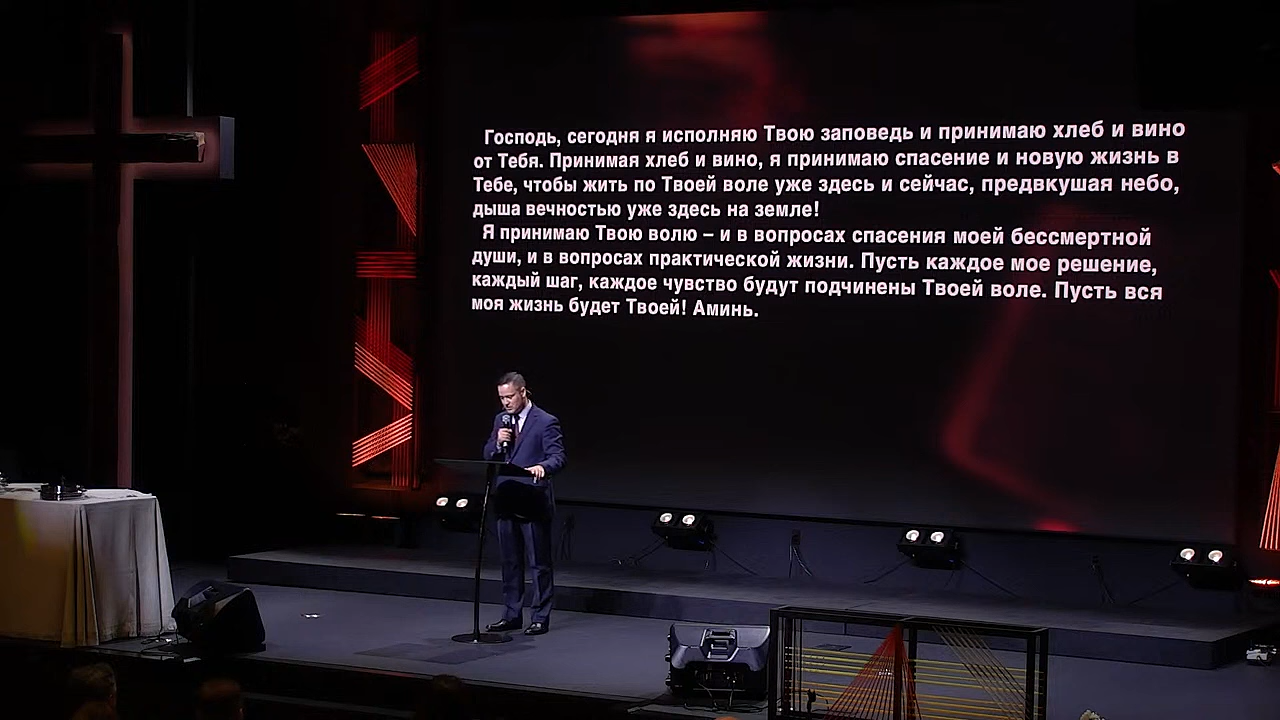 Господь, сегодня я исполняю Твою заповедь и принимаю хлеб и вино
от Тебя. Принимая хлеб и вино, я принимаю спасение и новую жизнь в
Тебе, чтобы жить по Твоей воле уже здесь и сейчас, предвкушая небо,
дыша вечностью уже здесь на земле!
Я принимаю Твою волю – и в вопросах спасения моей бессмертной
души, и в вопросах практической жизни. Пусть каждое мое решение,
каждый шаг, каждое чувство будут подчинены Твоей воле. Пусть вся
моя жизнь будет Твоей! Аминь.